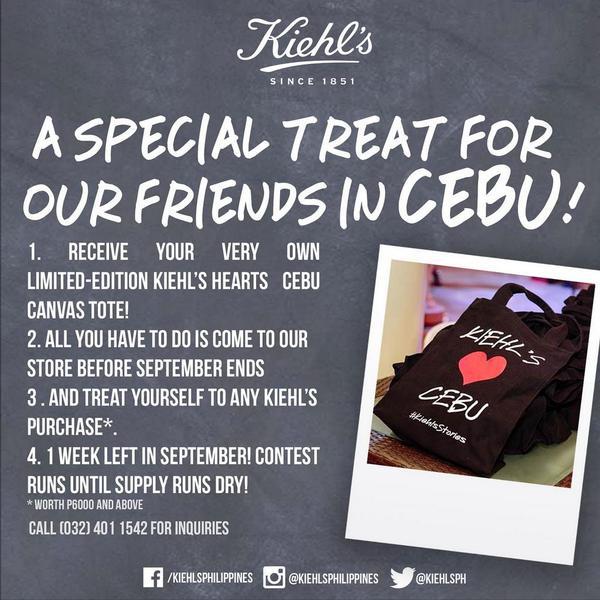 Kiehl's
SINCE 1851
A SPECIAL TREAT FOR
OUR FRIENDS IN CEBU!
1. RECEIVE YOUR VERY OWN
LIMITED-EDITION KIEHL'S HEARTS CEBU
CANVAS TOTE!
2. ALL YOU HAVE TO DO IS COME TO OUR
STORE BEFORE SEPTEMBER ENDS
3 . AND TREAT YOURSELF TO ANY KIEHL'S
PURCHASE*.
4. 1 WEEK LEFT IN SEPTEMBER! CONTEST
RUNS UNTIL SUPPLY RUNS DRY!
* WORTH P6000 AND ABOVE
CALL (032) 401 1542 FOR INQUIRIES
KIEHL'S
CEBU
#KiehlsStories
/KIEHLSPHILIPPINES @KIEHLSPHILIPPINES @KIEHLSPH